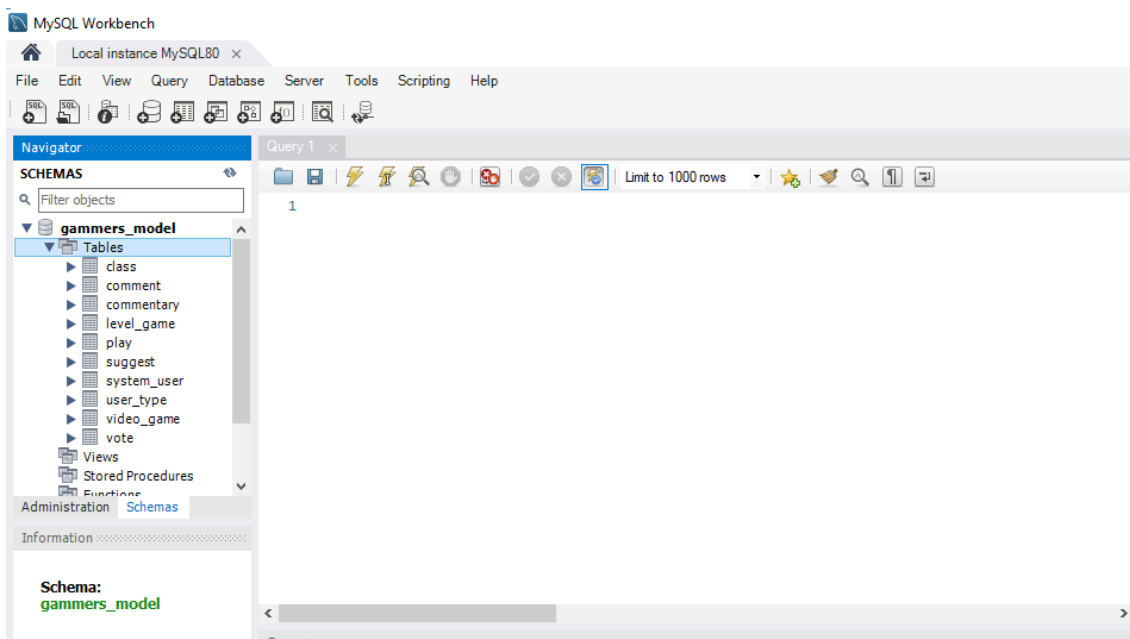 MySQL Workbench
Local instance MySQL80
File Edit View Query Database Server Tools Scripting Help
Navigator
Query 1
SCHEMAS
Limit to 1000 rows
Filter objects
1
gammers_model
Tables
class
comment
commentary
level_game
play
suggest
system_user
user_type
video_game
vote
Views
Stored Procedures
Functions
Administration Schemas
Information
Schema:
gammers_model